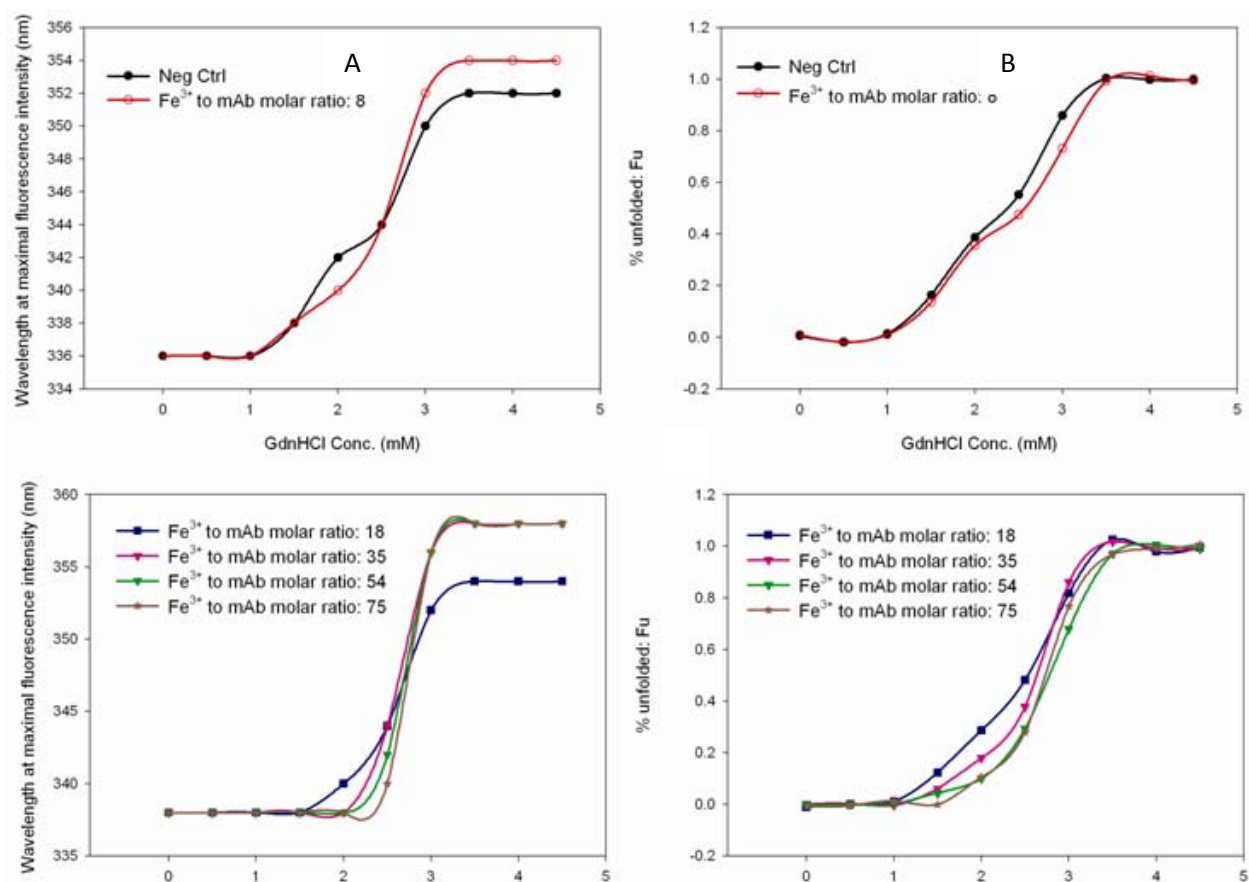 Wavelength at maximal fluorescence intensity (nm)
356
354
352
350
348
346
344
342
340
338
336
334
A
Neg Ctrl
Fe³⁺ to mAb molar ratio: 8
0 1 2 3 4 5
GdnHCl Conc. (mM)
% unfolded: Fu
1.2
1.0
0.8
0.6
0.4
0.2
0.0
-0.2
B
Neg Ctrl
Fe³⁺ to mAb molar ratio: 8
0 1 2 3 4 5
GdnHCl Conc. (mM)
Wavelength at maximal fluorescence intensity (nm)
360
355
350
345
340
335
Fe³⁺ to mAb molar ratio: 18
Fe³⁺ to mAb molar ratio: 35
Fe³⁺ to mAb molar ratio: 54
Fe³⁺ to mAb molar ratio: 75
0 1 2 3 4 5
% unfolded: Fu
1.2
1.0
0.8
0.6
0.4
0.2
0.0
-0.2
Fe³⁺ to mAb molar ratio: 18
Fe³⁺ to mAb molar ratio: 35
Fe³⁺ to mAb molar ratio: 54
Fe³⁺ to mAb molar ratio: 75
0 1 2 3 4 5